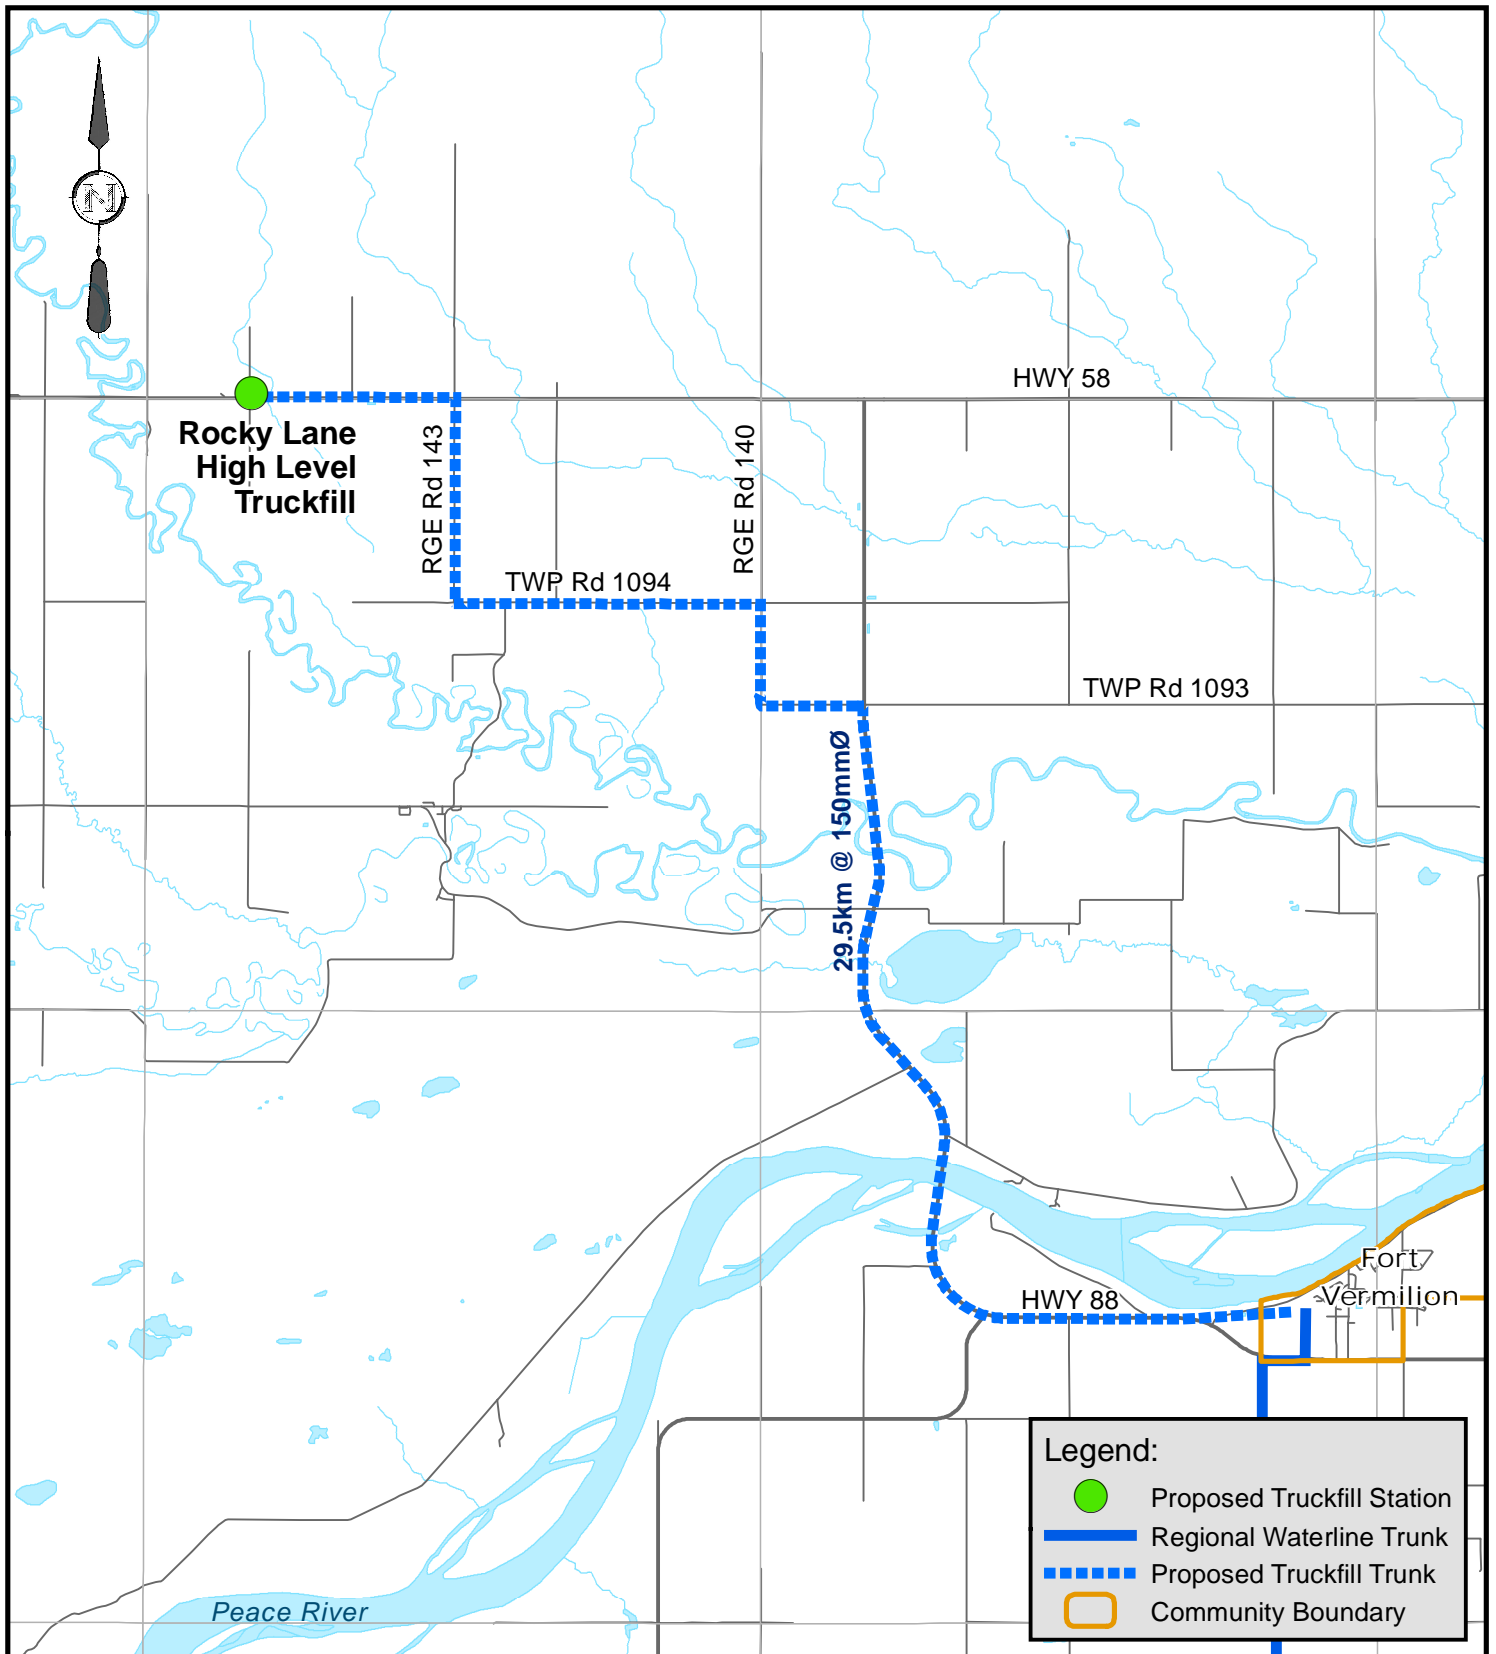 N
HWY 58
Rocky Lane
High Level
Truckfill
RGE Rd 143
RGE Rd 140
TWP Rd 1094
TWP Rd 1093
29.5km @ 150mmØ
Fort
Vermilion
HWY 88
Peace River
Legend:
Proposed Truckfill Station
Regional Waterline Trunk
Proposed Truckfill Trunk
Community Boundary